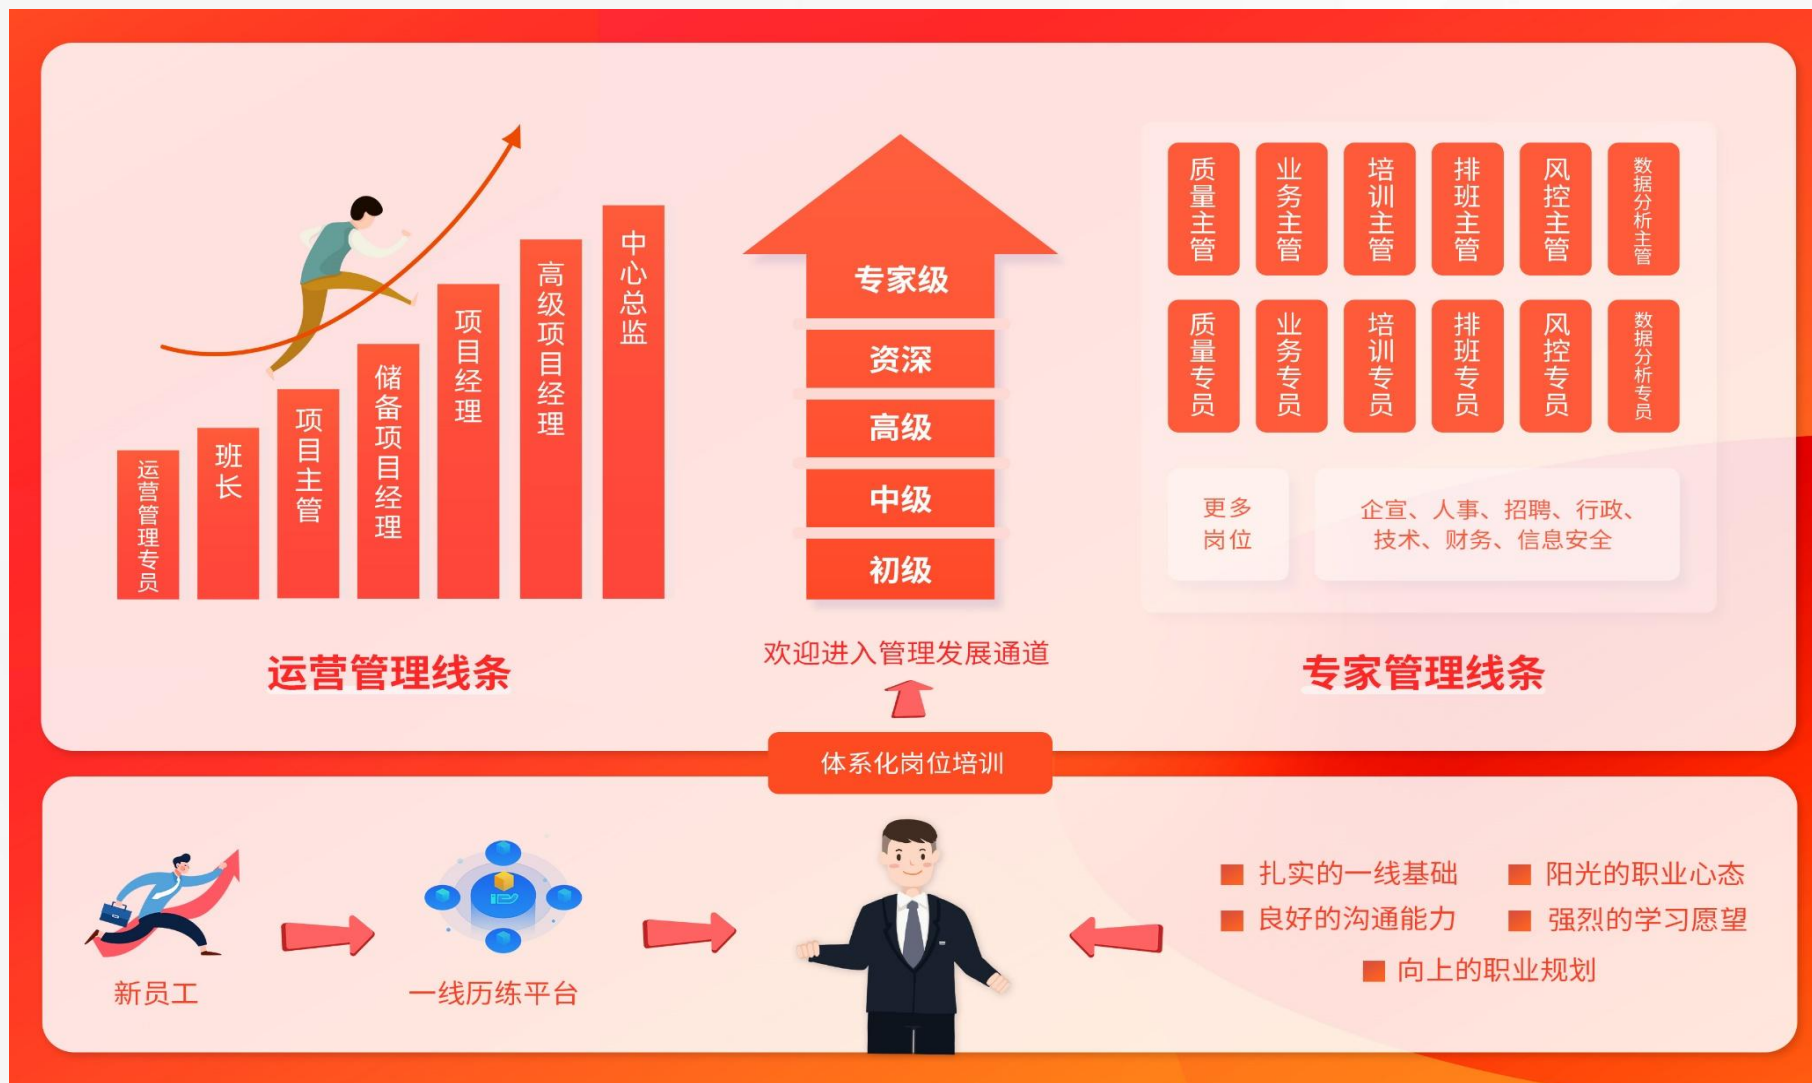 运营管理专员
班长
项目主管
储备项目经理
项目经理
高级项目经理
中心总监
运营管理线条
专家级
资深
高级
中级
初级
欢迎进入管理发展通道
质量主管
业务主管
培训主管
排班主管
风控主管
数据分析主管
质量专员
业务专员
培训专员
排班专员
风控专员
数据分析专员
更多
岗位
企宣、人事、招聘、行政、
技术、财务、信息安全
专家管理线条
体系化岗位培训
新员工
一线历练平台
扎实的一线基础
阳光的职业心态
良好的沟通能力
强烈的学习愿望
向上的职业规划